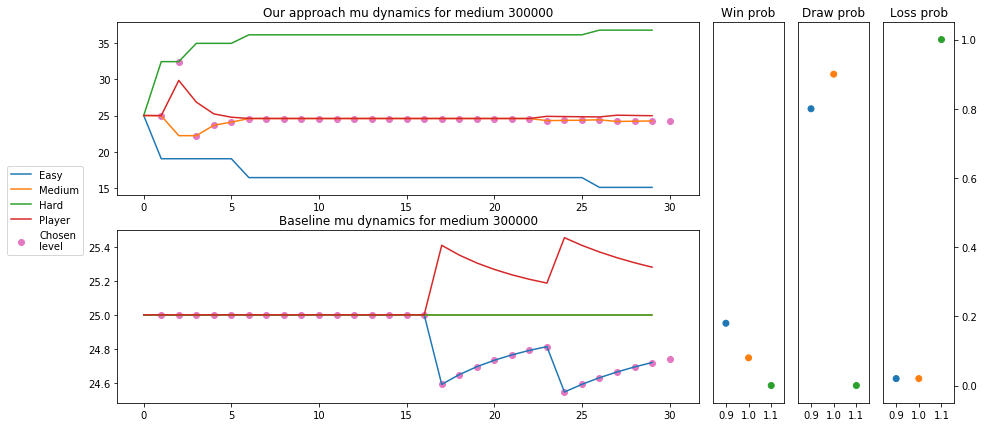 Our approach mu dynamics for medium 300000
Win prob
Draw prob
Loss prob
35
30
25
20
15
0
5
10
15
20
25
30
Easy
Medium
Hard
Player
Chosen
level
Baseline mu dynamics for medium 300000
25.4
25.2
25.0
24.8
24.6
0
5
10
15
20
25
30
0.9 1.0 1.1
0.9 1.0 1.1
0.9 1.0 1.1
1.0
0.8
0.6
0.4
0.2
0.0